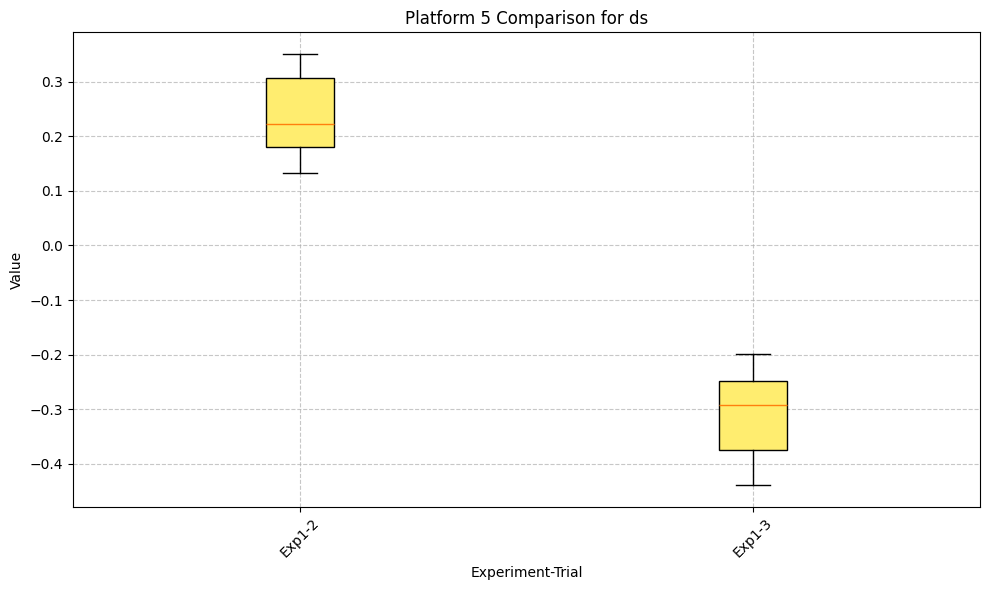 Platform 5 Comparison for ds
Value
0.3
0.2
0.1
0.0
−0.1
−0.2
−0.3
−0.4
Exp1-2
Exp1-3
Experiment-Trial